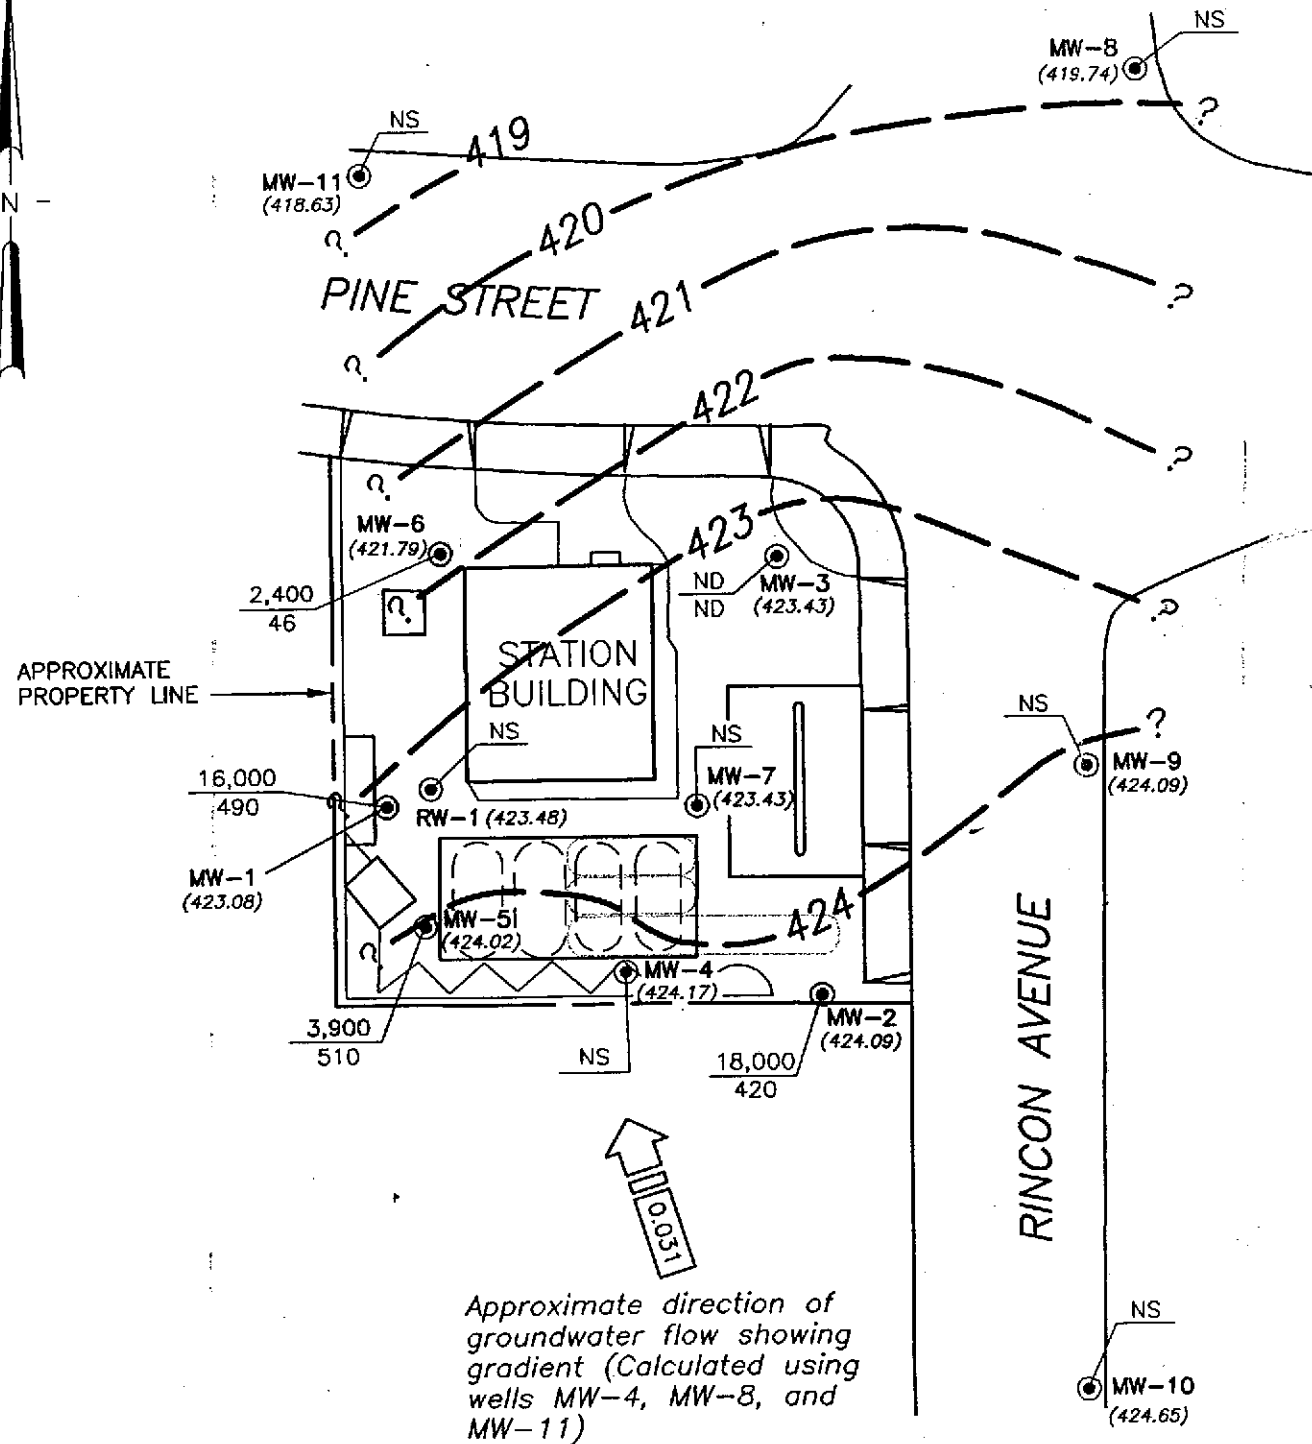 NS
MW-8
(419.74)
?
NS
419
MW-11
(418.63)
N
?
420
PINE STREET
421
?
?
422
?
?
MW-6
(421.79)
423
ND
ND
MW-3
(423.43)
2,400
46
?
?
STATION
BUILDING
APPROXIMATE
PROPERTY LINE
NS
NS
NS
?
MW-9
(424.09)
MW-7
(423.43)
16,000
490
?
RW-1 (423.48)
MW-1
(423.08)
424
MW-5
(424.02)
?
MW-4
(424.17)
MW-2
(424.09)
3,900
510
NS
18,000
420
RINCON AVENUE
0.031
Approximate direction of
groundwater flow showing
gradient (Calculated using
wells MW-4, MW-8, and
MW-11)
NS
MW-10
(424.65)